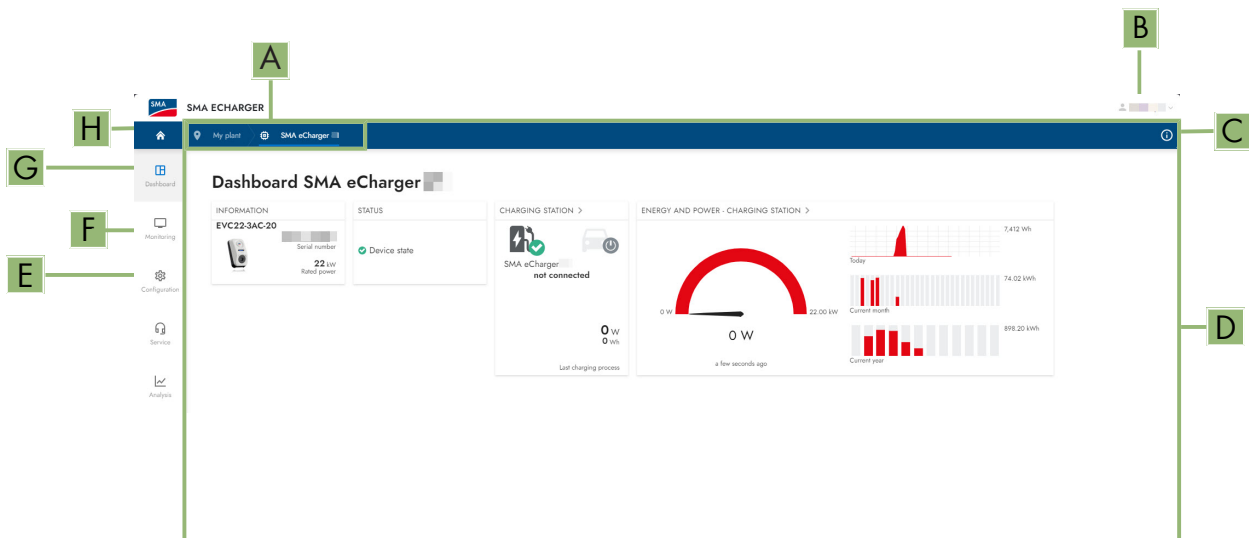 B
A
SMA
SMA ECHARGER
H
My plant
SMA eCharger
C
G
Dashboard
Dashboard SMA eCharger
INFORMATION
STATUS
CHARGING STATION >
ENERGY AND POWER - CHARGING STATION >
EVC22-3AC-20
Serial number
22 kW
Rated power
Device state
SMA eCharger
not connected
0 W
0 Wh
Last charging process
0 W
22.00 kW
0 W
a few seconds ago
7,412 Wh
Today
74.02 kWh
Current month
898.20 kWh
Current year
F
Monitoring
E
Configuration
D
Service
Analysis